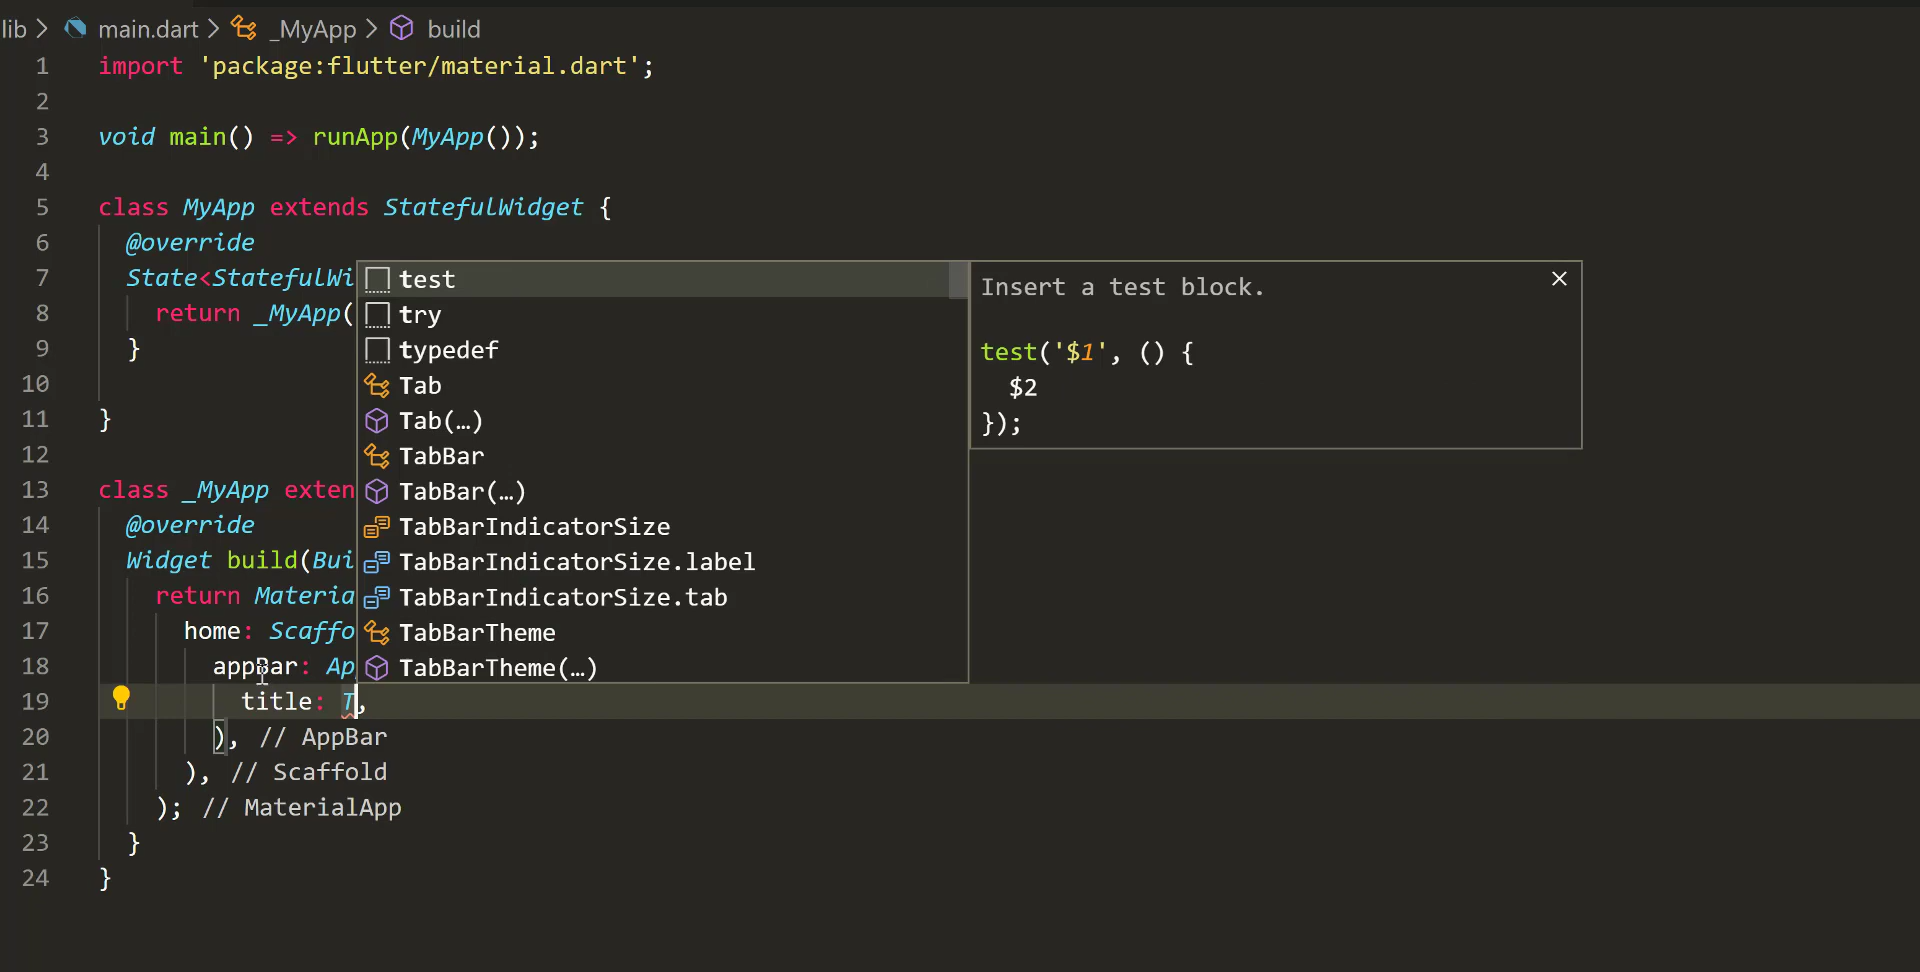 lib > main.dart > _MyApp > build
1 import 'package:flutter/material.dart';
2
3 void main() => runApp(MyApp());
4
5 class MyApp extends StatefulWidget {
6 @override
7 State<StatefulWi
8 return _MyApp(
9 }
10
11 }
12
13 class _MyApp exten
14 @override
15 Widget build(Bui
16 return Materia
17 home: Scaffo
18 appBar: Ap
19 title: T,
20 ), // AppBar
21 ), // Scaffold
22 ); // MaterialApp
23 }
24 }
test
try
typedef
Tab
Tab(…)
TabBar
TabBar(…)
TabBarIndicatorSize
TabBarIndicatorSize.label
TabBarIndicatorSize.tab
TabBarTheme
TabBarTheme(…)
Insert a test block.
test('$1', () {
$2
});